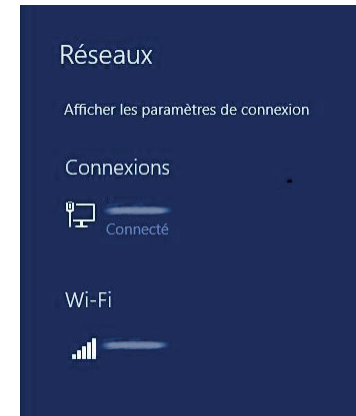 Réseaux
Afficher les paramètres de connexion
Connexions
Connecté
Wi-Fi